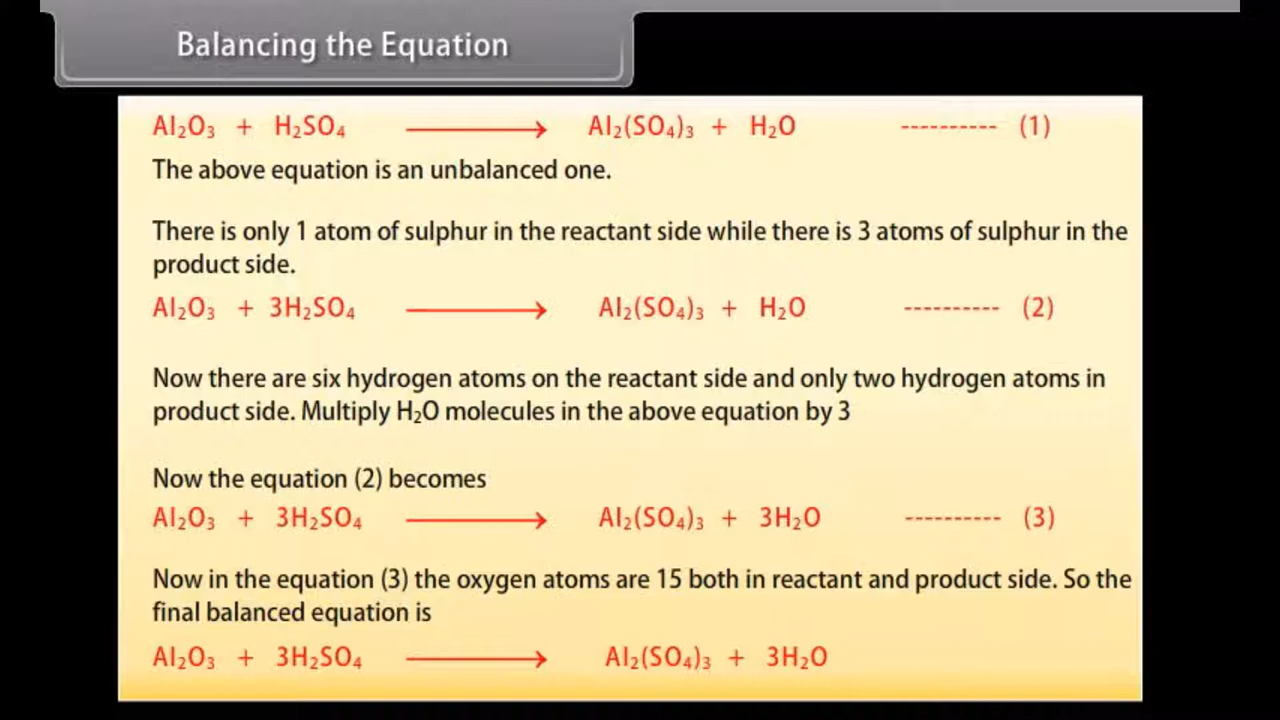 Balancing the Equation
Al₂O₃ + H₂SO₄ ⟶ Al₂(SO₄)₃ + H₂O ---------- (1)
The above equation is an unbalanced one.
There is only 1 atom of sulphur in the reactant side while there is 3 atoms of sulphur in the
product side.
Al₂O₃ + 3H₂SO₄ ⟶ Al₂(SO₄)₃ + H₂O ---------- (2)
Now there are six hydrogen atoms on the reactant side and only two hydrogen atoms in
product side. Multiply H₂O molecules in the above equation by 3
Now the equation (2) becomes
Al₂O₃ + 3H₂SO₄ ⟶ Al₂(SO₄)₃ + 3H₂O ---------- (3)
Now in the equation (3) the oxygen atoms are 15 both in reactant and product side. So the
final balanced equation is
Al₂O₃ + 3H₂SO₄ ⟶ Al₂(SO₄)₃ + 3H₂O